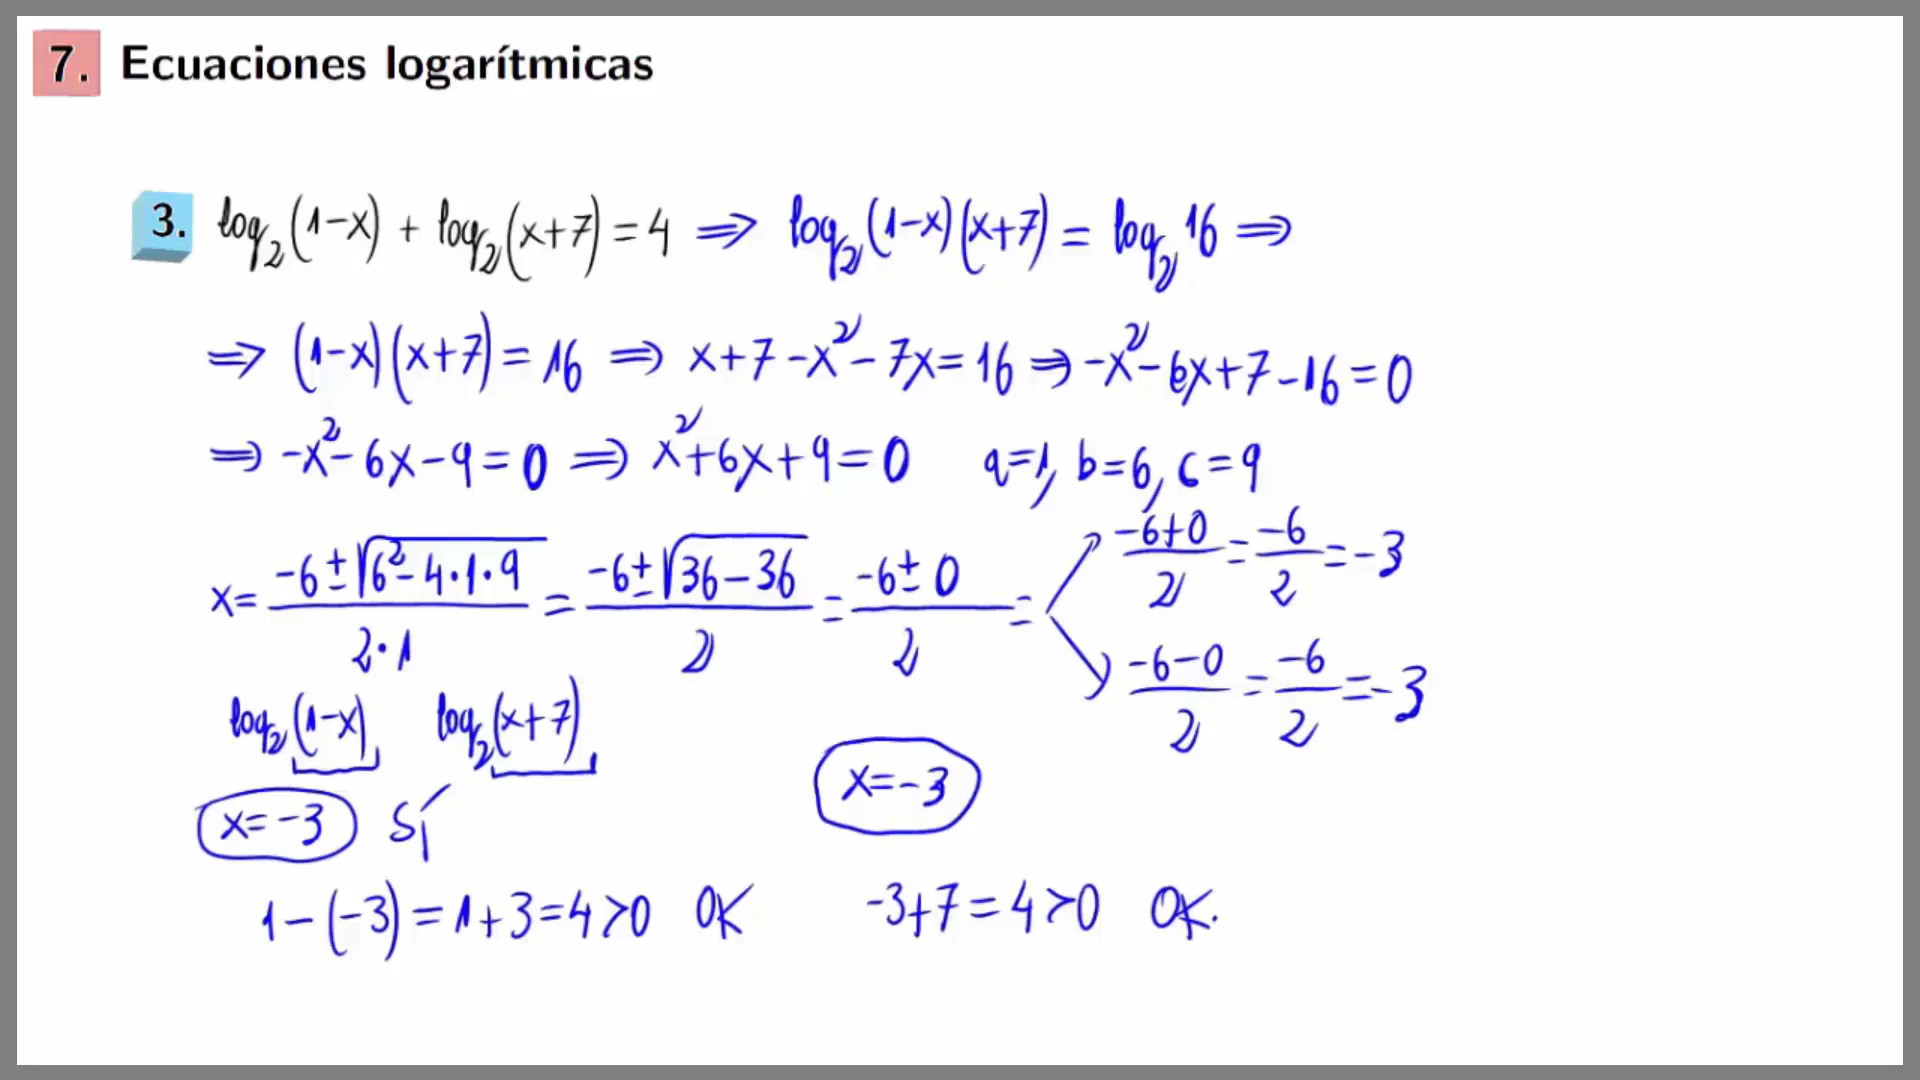 7. Ecuaciones logarítmicas
3. log₂(1-x) + log₂(x+7) = 4 ⇒ log₂(1-x)(x+7) = log₂ 16 ⇒
⇒ (1-x)(x+7) = 16 ⇒ x+7-x²-7x=16 ⇒ -x²-6x+7-16=0
⇒ -x²-6x-9=0 ⇒ x²+6x+9=0 a=1, b=6, c=9
x= (-6±√(6²-4·1·9))/(2·1) = (-6±√(36-36))/2 = (-6±0)/2 =
(-6+0)/2 = -6/2 = -3
(-6-0)/2 = -6/2 = -3
log₂(1-x) log₂(x+7)
x=-3 SÍ
x=-3
1-(-3)=1+3=4>0 OK -3+7=4>0 OK.